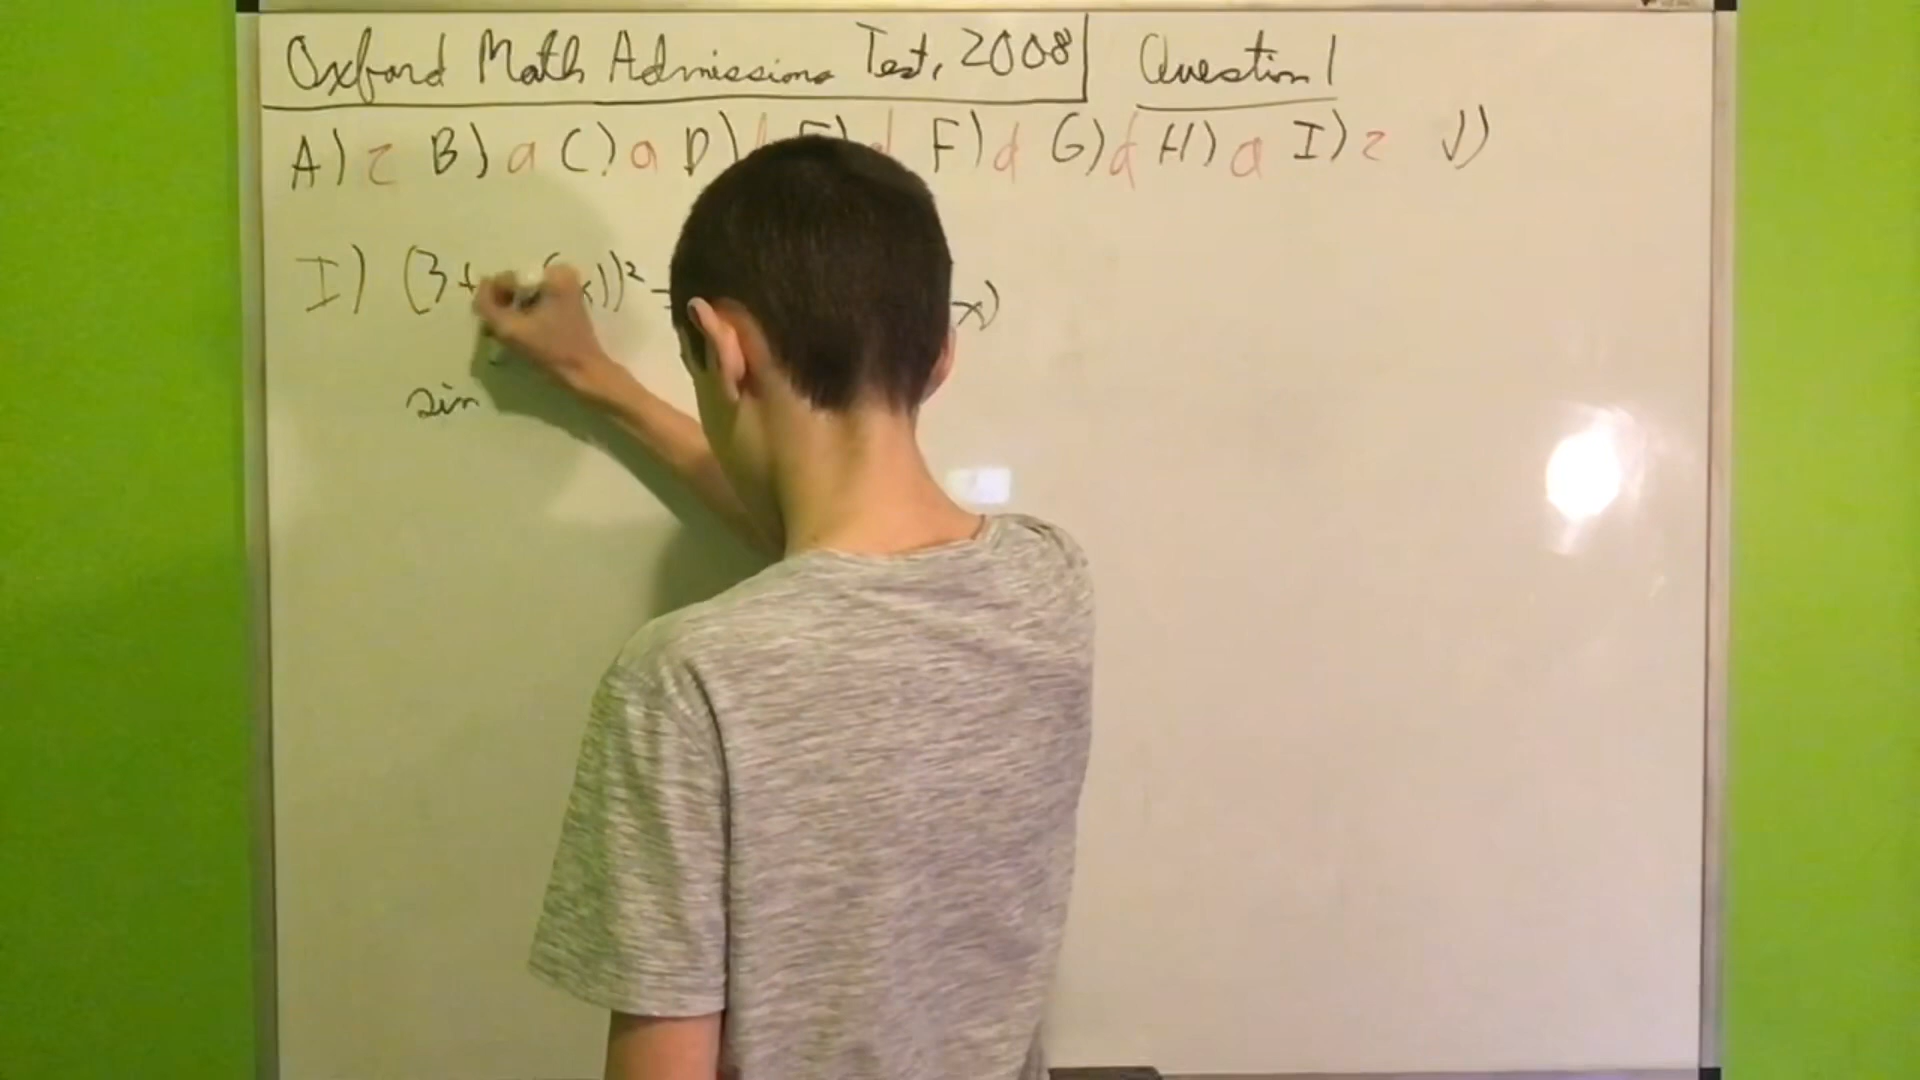 Oxford Math Admissions Test, 2008 Question 1
A) c B) a C) a D) F) d G) d H) a I) c J)
I) (3+ x))² x)
sin